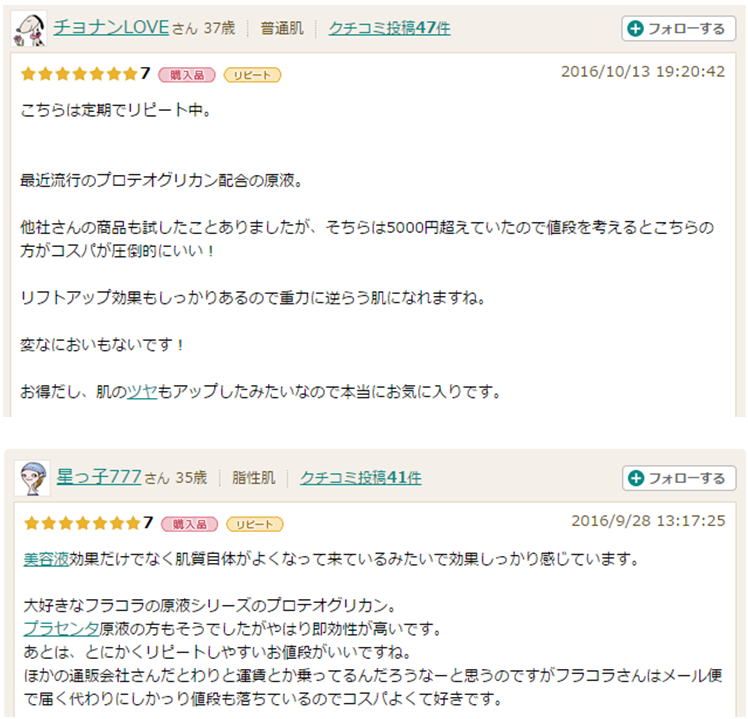 チョナンLOVEさん 37歳 普通肌 クチコミ投稿47件 フォローする
7 購入品 リピート 2016/10/13 19:20:42
こちらは定期でリピート中。
最近流行のプロテオグリカン配合の原液。
他社さんの商品も試したことありましたが、そちらは5000円超えていたので値段を考えるとこちらの
方がコスパが圧倒的にいい！
リフトアップ効果もしっかりあるので重力に逆らう肌になれますね。
変なにおいもないです！
お得だし、肌のツヤもアップしたみたいなので本当にお気に入りです。
星っ子777さん 35歳 脂性肌 クチコミ投稿41件 フォローする
7 購入品 リピート 2016/9/28 13:17:25
美容液効果だけでなく肌質自体がよくなって来ているみたいで効果しっかり感じています。
大好きなフラコラの原液シリーズのプロテオグリカン。
プラセンタ原液の方もそうでしたがやはり即効性が高いです。
あとは、とにかくリピートしやすいお値段がいいですね。
ほかの通販会社さんだとわりと運賃とか乗ってるんだろうなーと思うのですがフラコラさんはメール便
で届く代わりにしかっり値段も落ちているのでコスパよくて好きです。